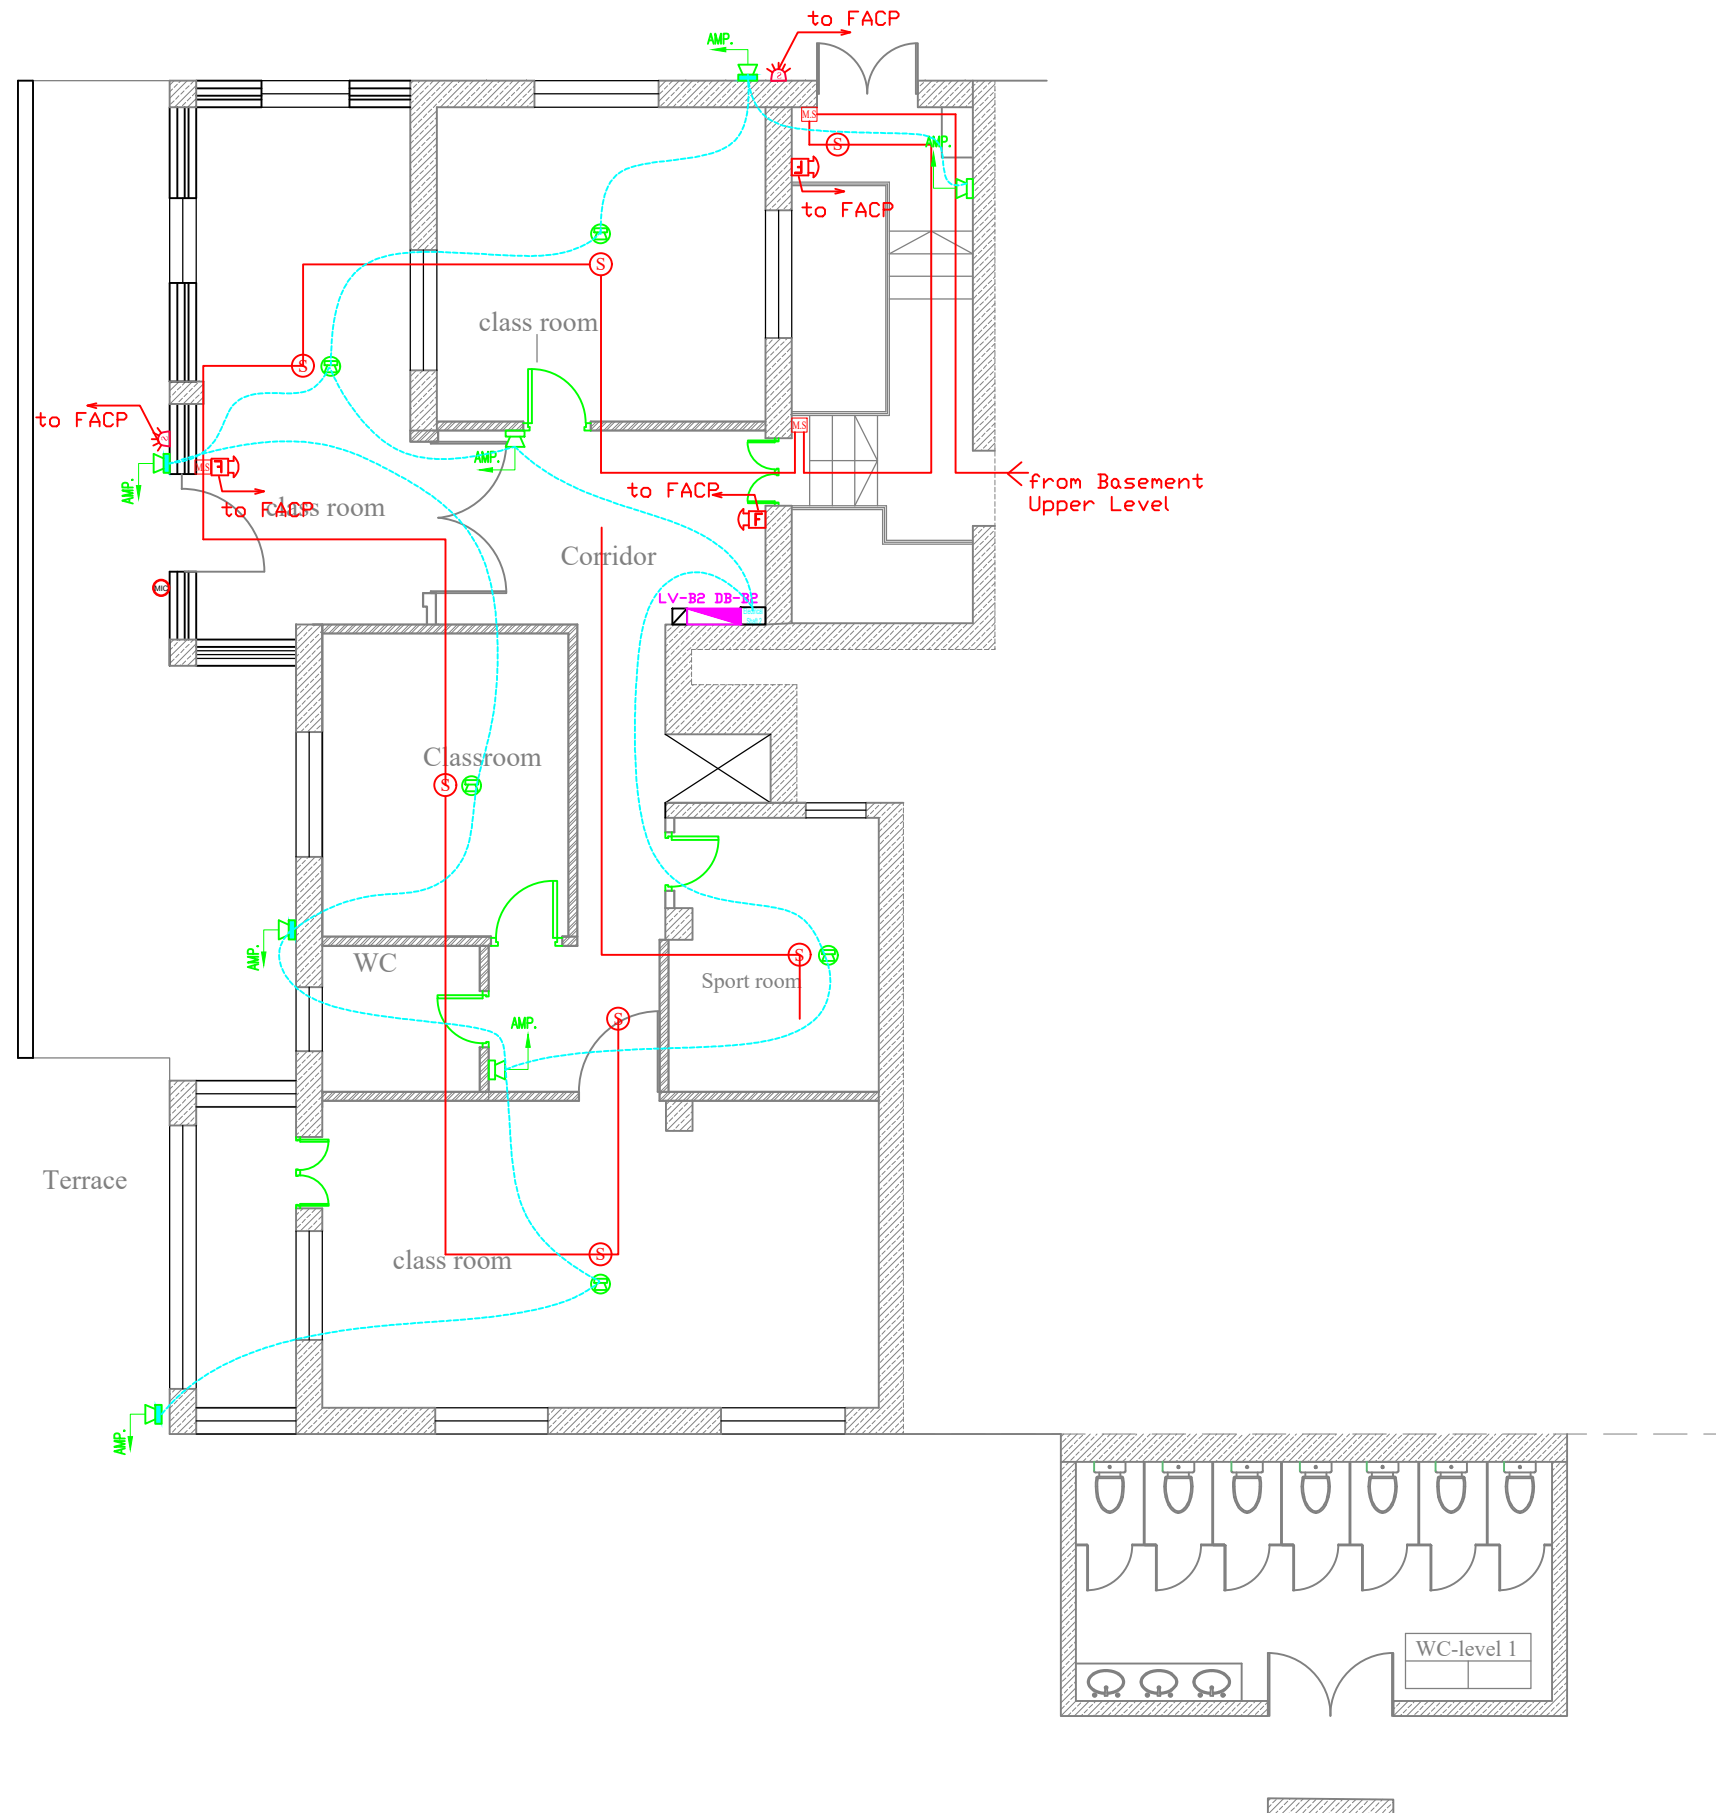 to FACP
AMP.
M.S
S
AMP.
F
to FACP
S
S
class room
S
to FACP
M.S
S
AMP.
M.S
F
AMP.
to FACP
class room
to FACP
F
from Basement
Upper Level
Corridor
MIC
LV-B2 DB-B2
Classroom
S
AMP.
WC
S
Sport room
S
AMP.
Terrace
class room
S
AMP.
WC-level 1